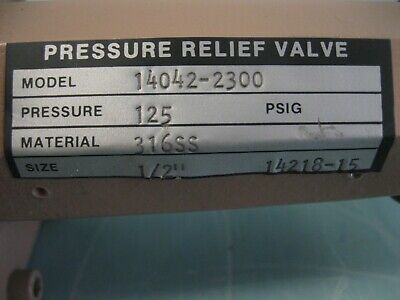 PRESSURE RELIEF VALVE
MODEL 14042-2300
PRESSURE 125 PSIG
MATERIAL 316SS
SIZE 1/2" 14218-15